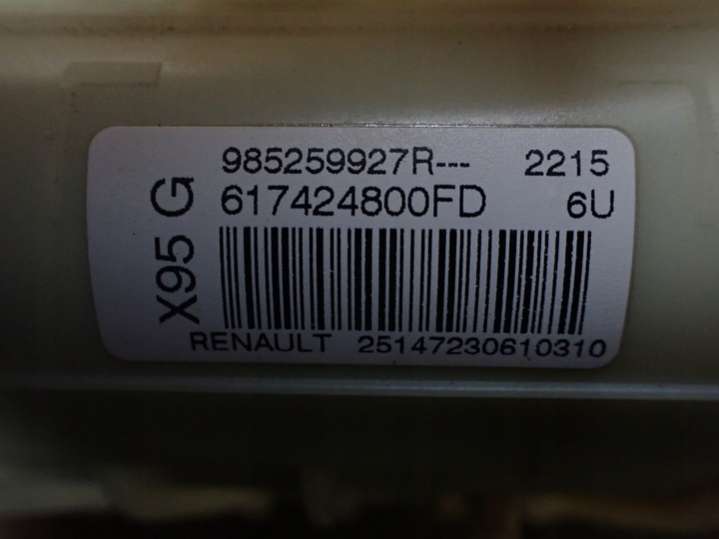 985259927R--- 2215
617424800FD 6U
X95 G
RENAULT 25147230610310